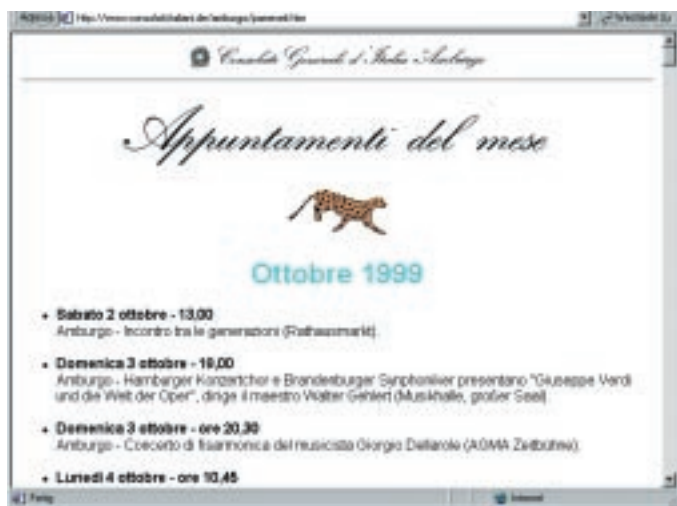 Consolato Generale d'Italia Amburgo
Appuntamenti del mese
Ottobre 1999
Sabato 2 ottobre - 13,00
Amburgo - Incontro tra le generazioni (Rathausmarkt).
Domenica 3 ottobre - 19,00
Amburgo - Hamburger Konzertchor e Brandenburger Symphoniker presentano "Giuseppe Verdi
und die Welt der Oper", dirige il maestro Walter Gehlert (Musikhalle, großer Saal).
Domenica 3 ottobre - ore 20,30
Amburgo - Concerto di fisarmonica del musicista Giorgio Dellarole (AGMA Zeitbühne).
Lunedì 4 ottobre - ore 10,45
Fertig
Internet